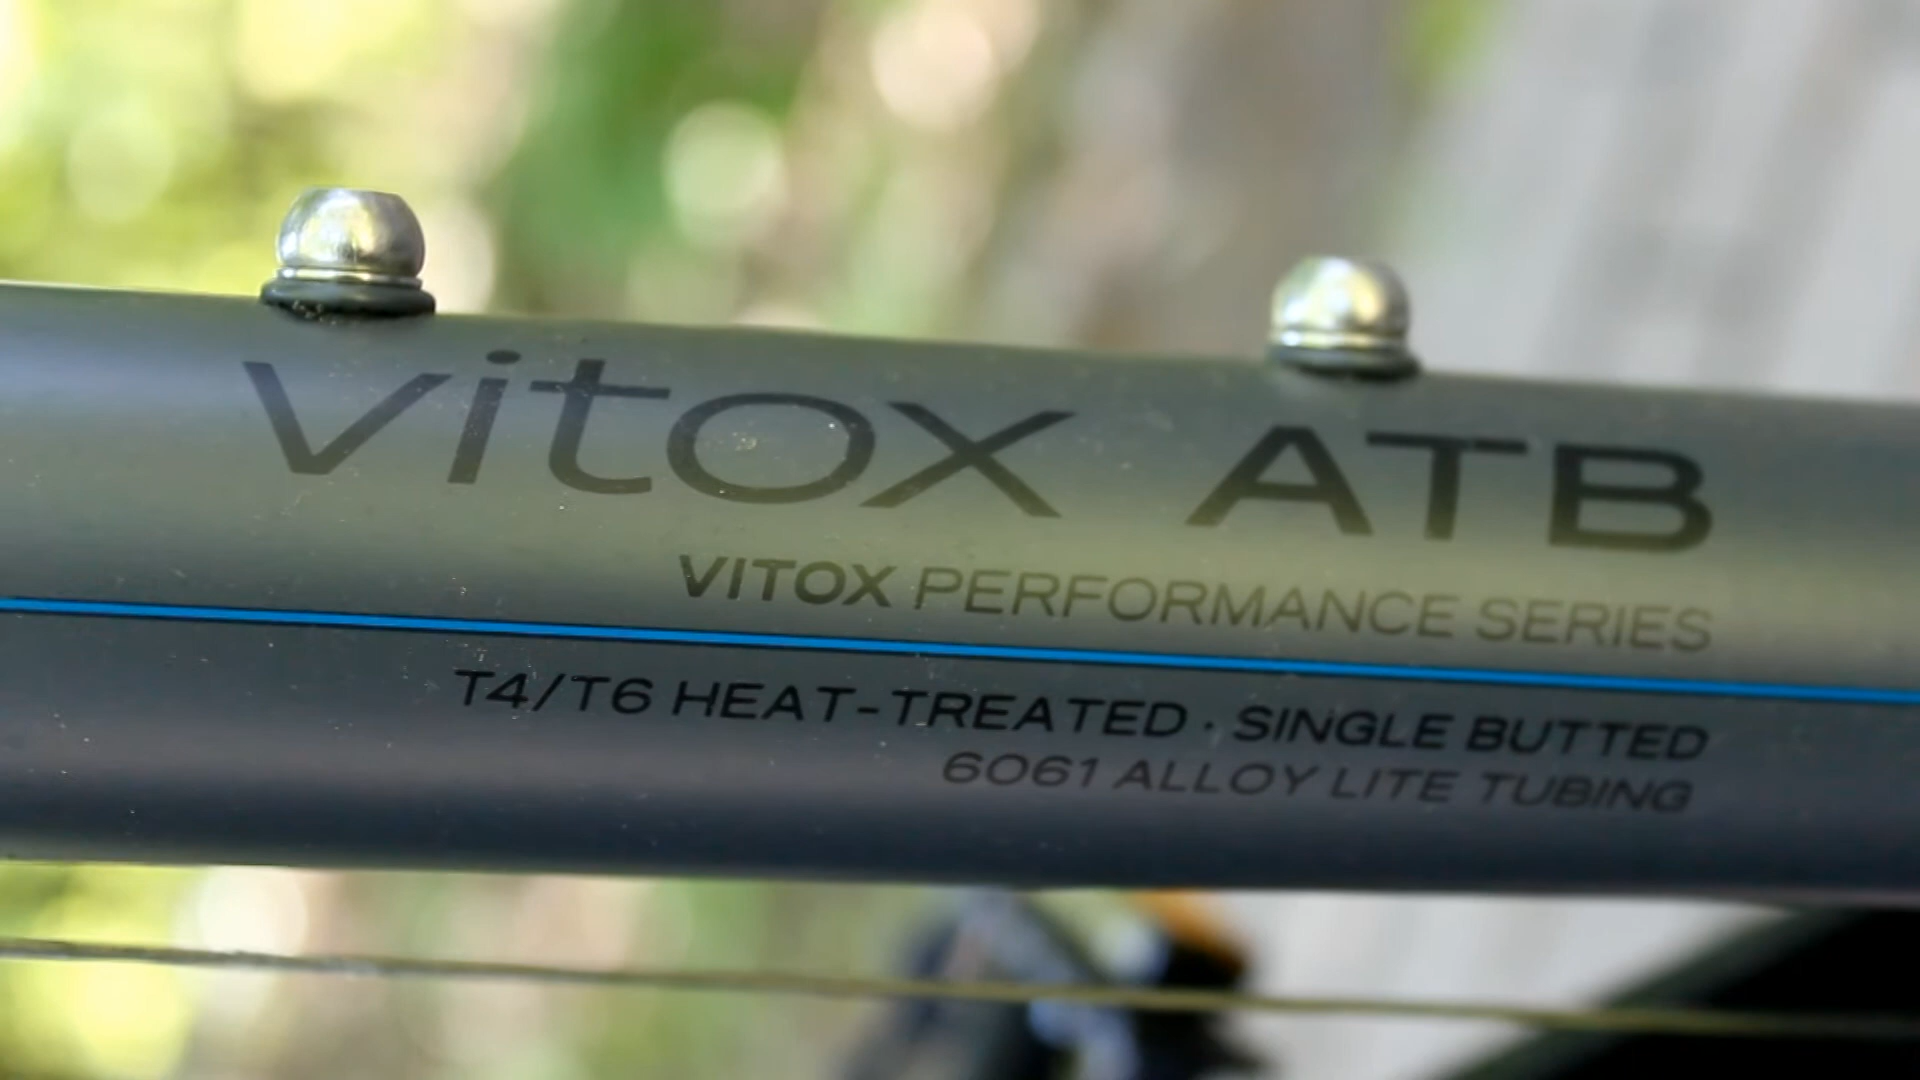 vitox ATB
VITOX PERFORMANCE SERIES
T4/T6 HEAT-TREATED · SINGLE BUTTED
6061 ALLOY LITE TUBING